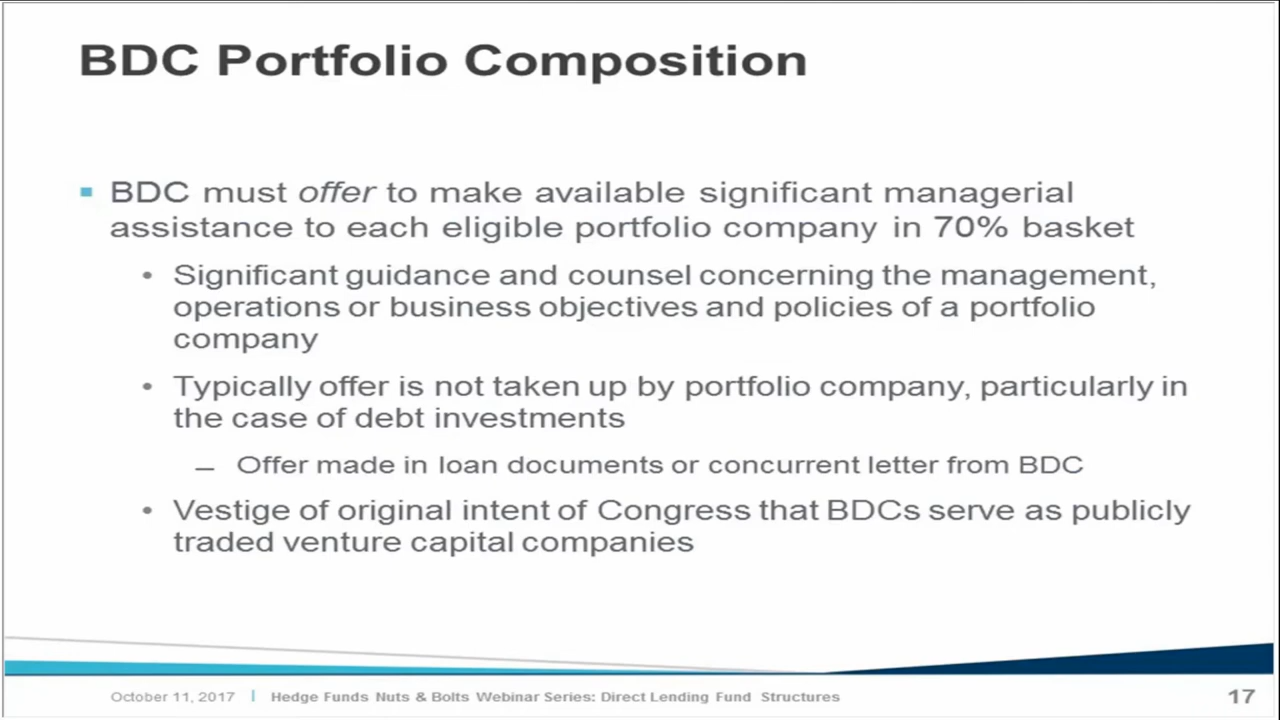 BDC Portfolio Composition
BDC must offer to make available significant managerial
assistance to each eligible portfolio company in 70% basket
• Significant guidance and counsel concerning the management,
operations or business objectives and policies of a portfolio
company
• Typically offer is not taken up by portfolio company, particularly in
the case of debt investments
– Offer made in loan documents or concurrent letter from BDC
• Vestige of original intent of Congress that BDCs serve as publicly
traded venture capital companies
October 11, 2017 | Hedge Funds Nuts & Bolts Webinar Series: Direct Lending Fund Structures
17